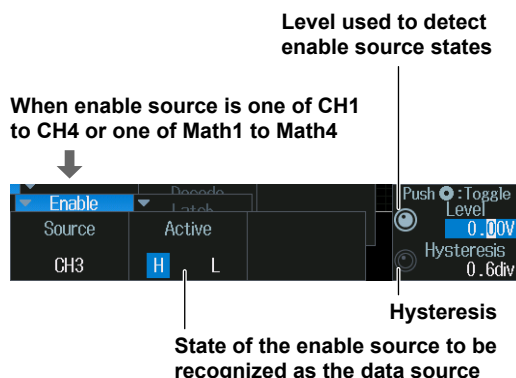 Level used to detect
enable source states
When enable source is one of CH1
to CH4 or one of Math1 to Math4
Decode
Enable
Latch
Source
Active
CH3
H
L
Push :Toggle
Level
0.00V
Hysteresis
0.6div
Hysteresis
State of the enable source to be
recognized as the data source